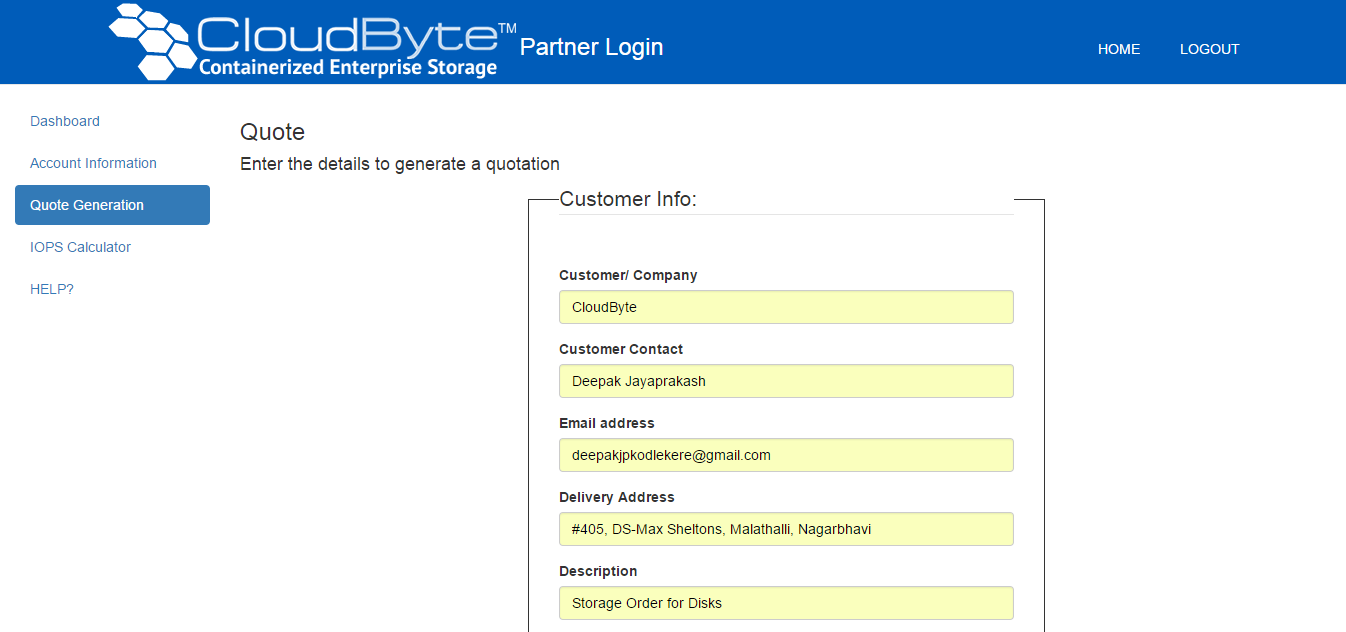 CloudByte™ Partner Login
Containerized Enterprise Storage
HOME
LOGOUT
Dashboard
Account Information
Quote Generation
IOPS Calculator
HELP?
Quote
Enter the details to generate a quotation
Customer Info:
Customer/ Company
CloudByte
Customer Contact
Deepak Jayaprakash
Email address
deepakjpkodlekere@gmail.com
Delivery Address
#405, DS-Max Sheltons, Malathalli, Nagarbhavi
Description
Storage Order for Disks